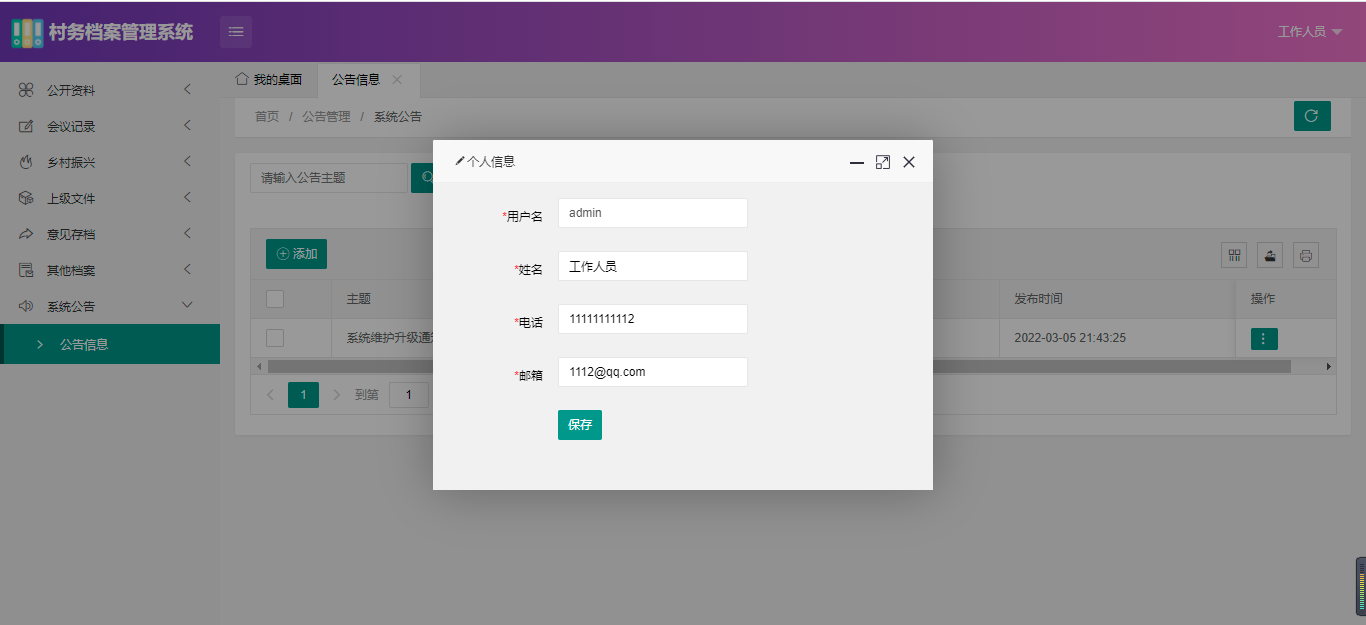 村务档案管理系统
工作人员
公开资料
会议记录
乡村振兴
上级文件
意见存档
其他档案
系统公告
公告信息
我的桌面
公告信息
首页 / 公告管理 / 系统公告
请输入公告主题
添加
主题
发布时间
操作
系统维护升级通
2022-03-05 21:43:25
1
到第
1
个人信息
*用户名
admin
*姓名
工作人员
*电话
11111111112
*邮箱
1112@qq.com
保存